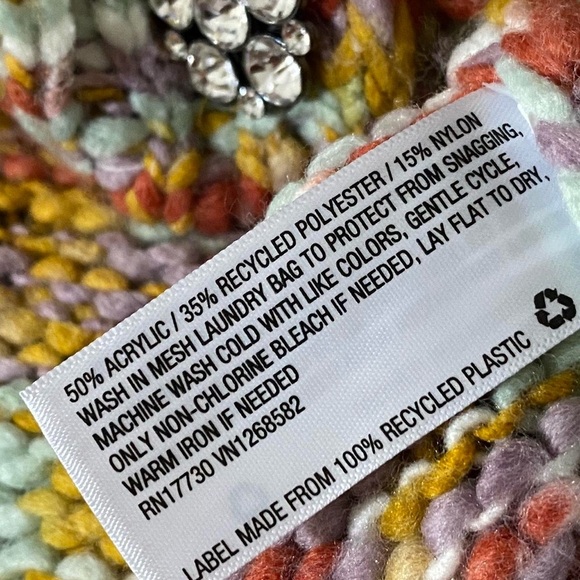 50% ACRYLIC / 35% RECYCLED POLYESTER / 15% NYLON
WASH IN MESH LAUNDRY BAG TO PROTECT FROM SNAGGING,
MACHINE WASH COLD WITH LIKE COLORS, GENTLE CYCLE,
ONLY NON-CHLORINE BLEACH IF NEEDED, LAY FLAT TO DRY,
WARM IRON IF NEEDED
RN17730 VN1268582
LABEL MADE FROM 100% RECYCLED PLASTIC